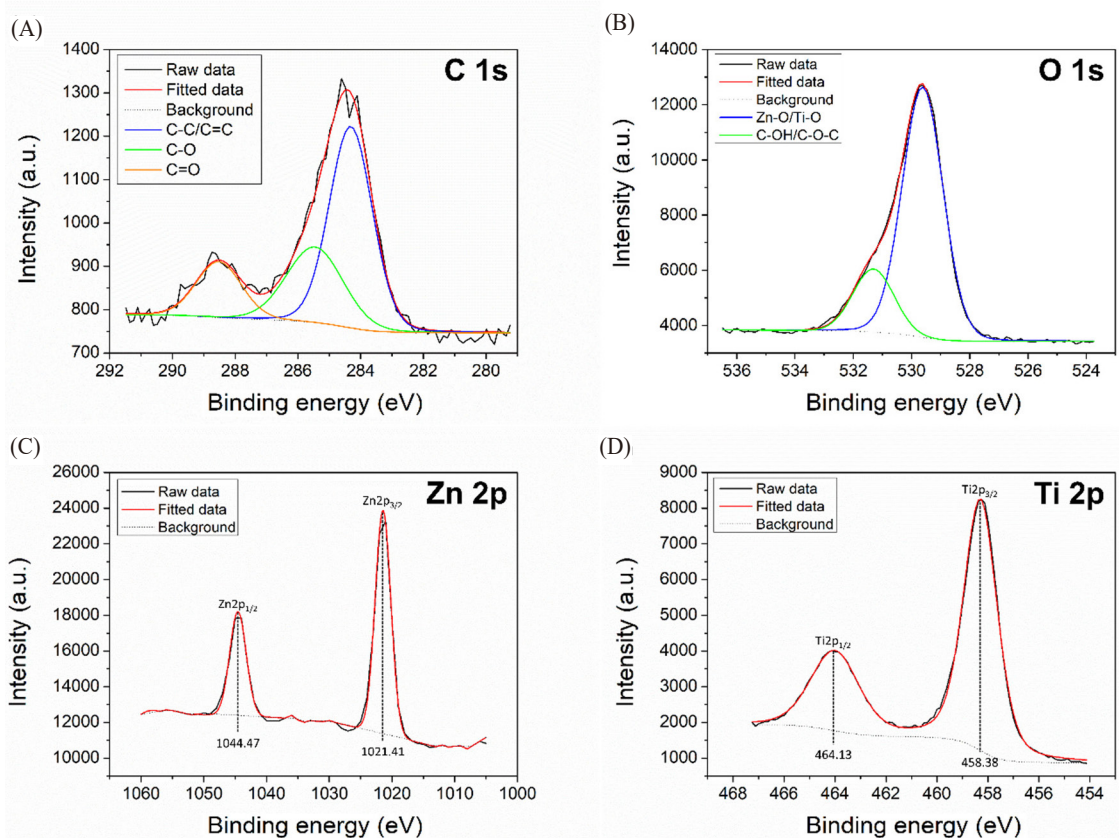 (A)
C 1s
Raw data
Fitted data
Background
C-C/C=C
C-O
C=O
Intensity (a.u.)
1400
1300
1200
1100
1000
900
800
700
292 290 288 286 284 282 280
Binding energy (eV)
(B)
O 1s
Raw data
Fitted data
Background
Zn-O/Ti-O
C-OH/C-O-C
Intensity (a.u.)
14000
12000
10000
8000
6000
4000
536 534 532 530 528 526 524
Binding energy (eV)
(C)
Zn 2p
Raw data
Fitted data
Background
Zn2p3/2
Zn2p1/2
1044.47
1021.41
Intensity (a.u.)
26000
24000
22000
20000
18000
16000
14000
12000
10000
1060 1050 1040 1030 1020 1010 1000
Binding energy (eV)
(D)
Ti 2p
Raw data
Fitted data
Background
Ti2p3/2
Ti2p1/2
464.13
458.38
Intensity (a.u.)
9000
8000
7000
6000
5000
4000
3000
2000
1000
0
468 466 464 462 460 458 456 454
Binding energy (eV)